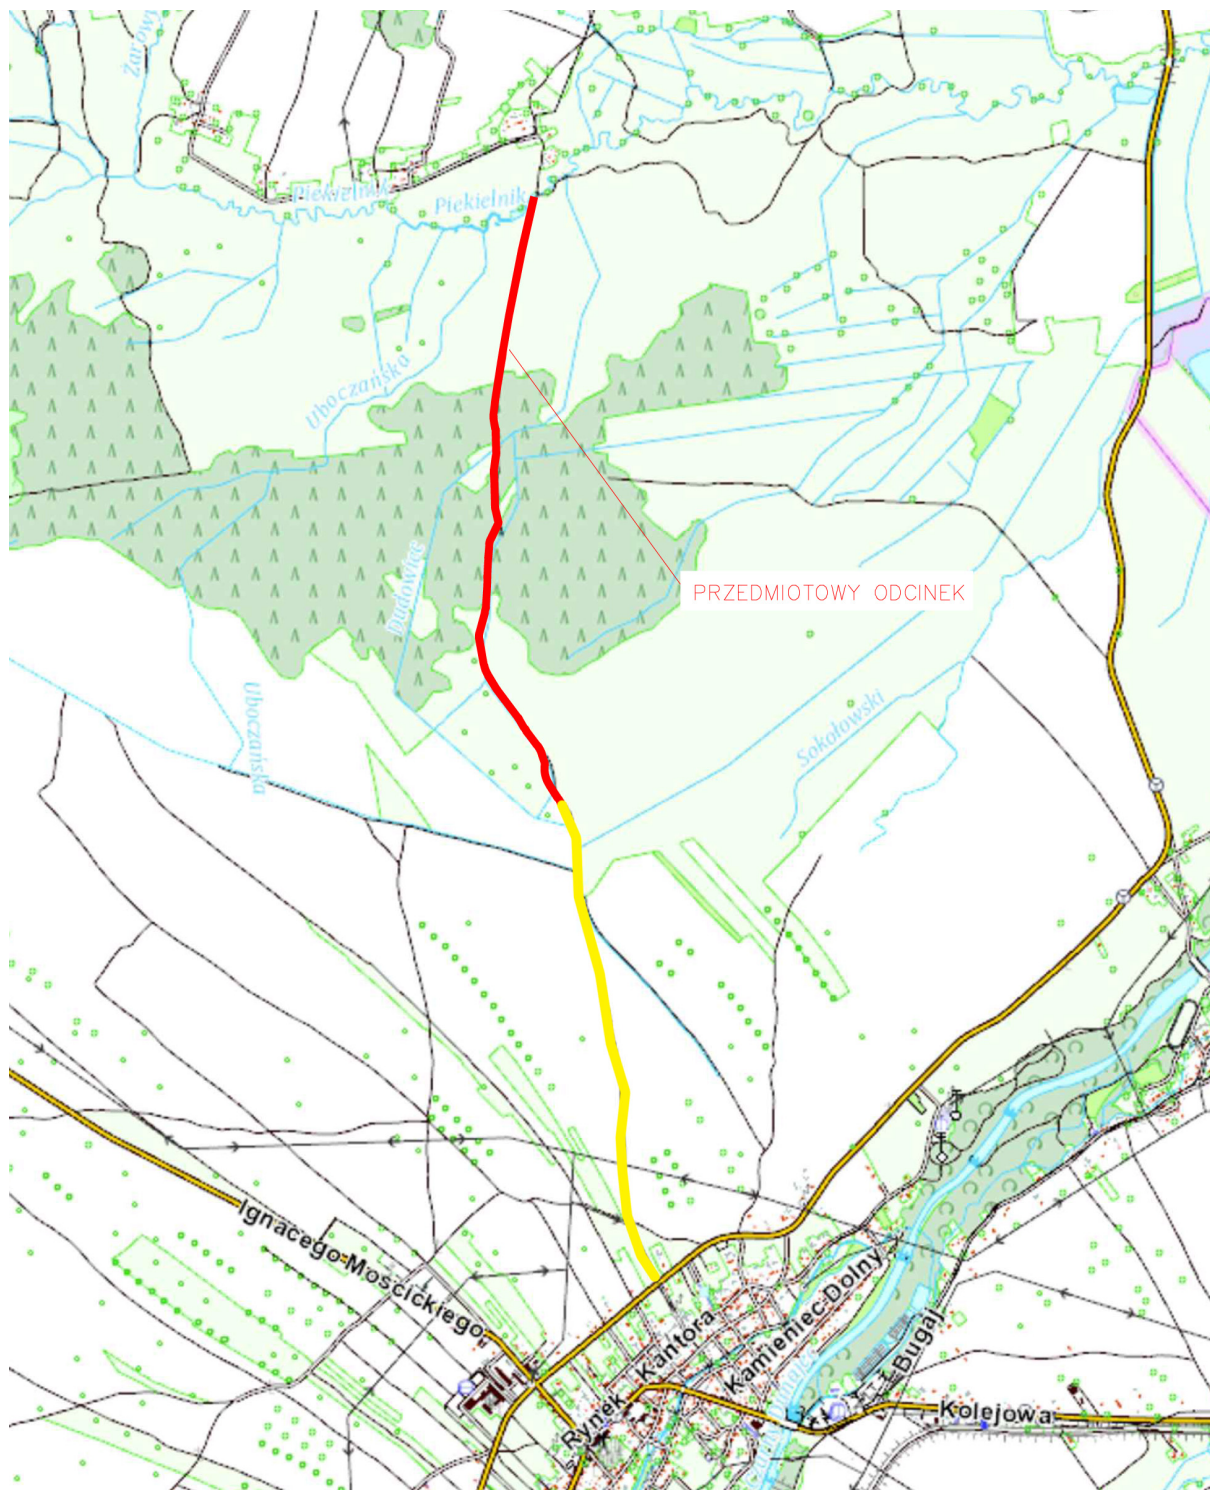 Żarowy
Piekielnik
Piekielnik
Uboczańska
PRZEDMIOTOWY ODCINEK
Dudowice
Uboczańska
Sokołowski
Ignacego Mościckiego
Kamieniec Dolny
Kantora
Bugaj
Rynek
Kolejowa